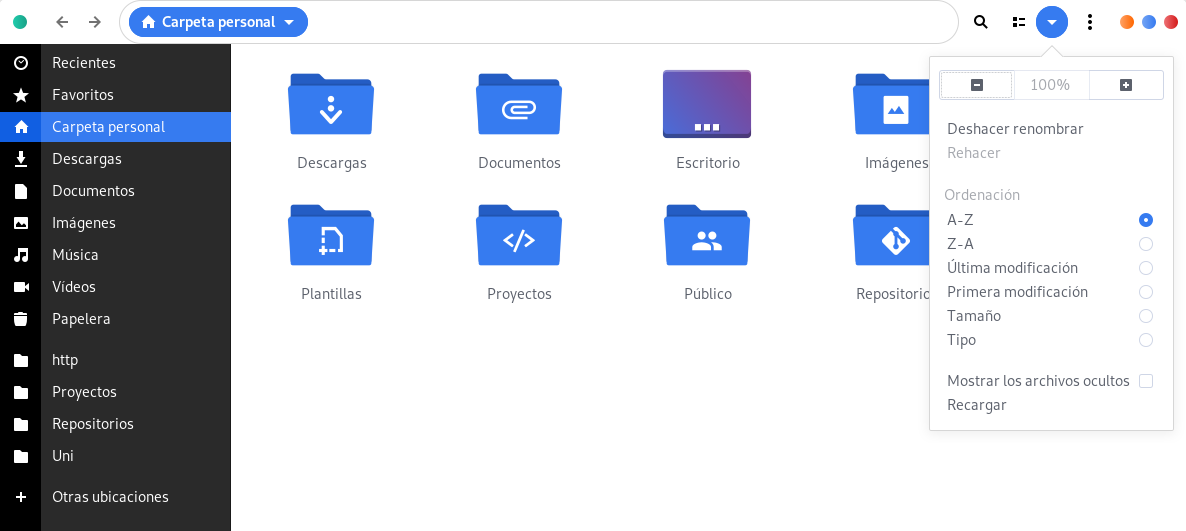 Carpeta personal
Recientes
Favoritos
Carpeta personal
Descargas
Documentos
Imágenes
Música
Vídeos
Papelera
http
Proyectos
Repositorios
Uni
Otras ubicaciones
Descargas
Documentos
Escritorio
Imágenes
Plantillas
Proyectos
Público
Repositorio
100%
Deshacer renombrar
Rehacer
Ordenación
A-Z
Z-A
Última modificación
Primera modificación
Tamaño
Tipo
Mostrar los archivos ocultos
Recargar